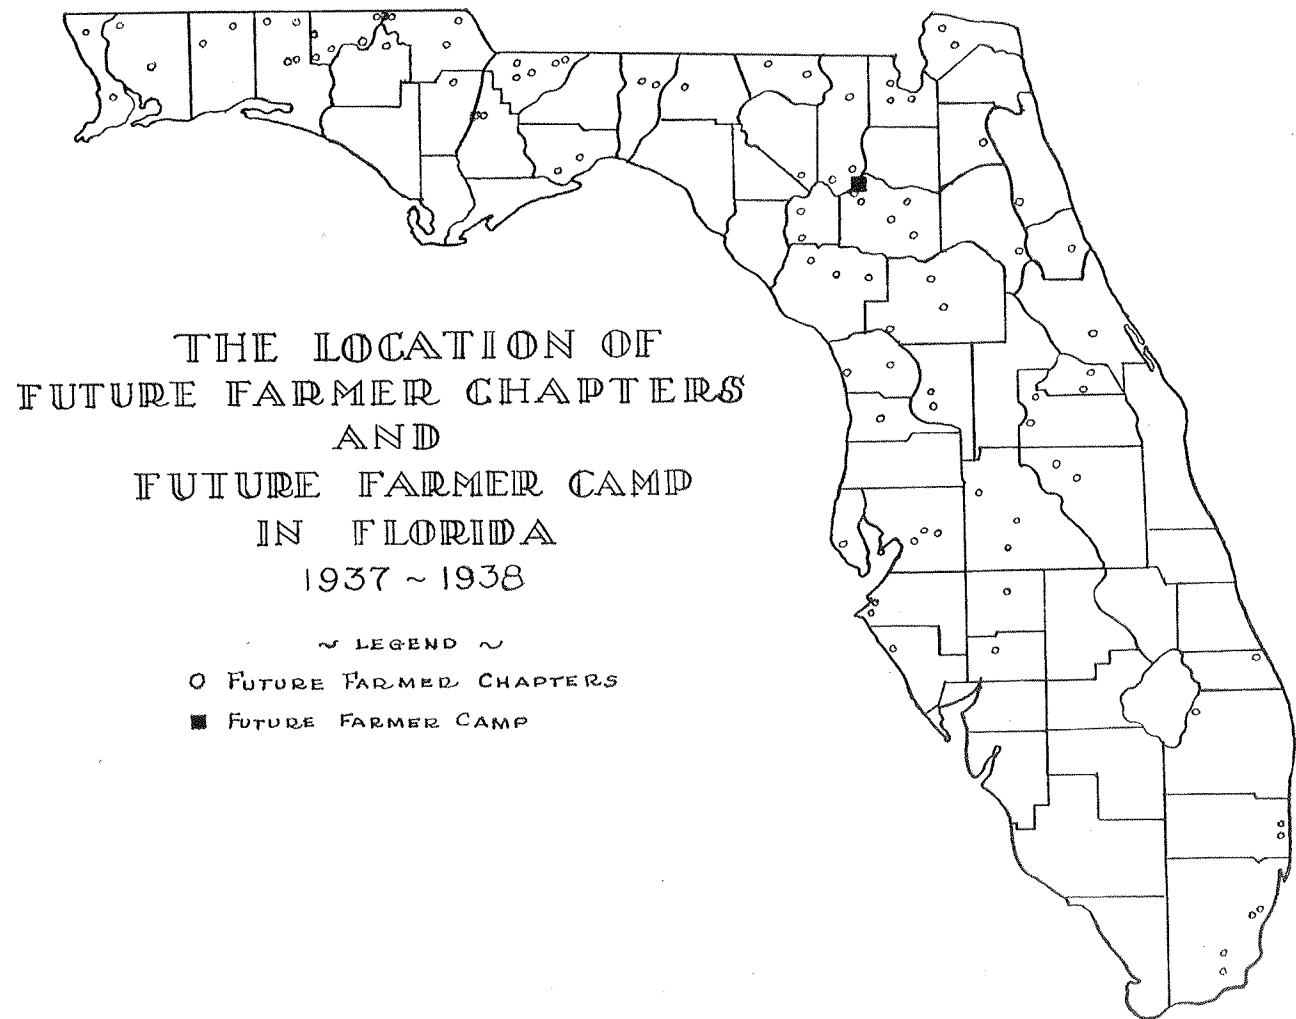 THE LOCATION OF
FUTURE FARMER CHAPTERS
AND
FUTURE FARMER CAMP
IN FLORIDA
1937 ~ 1938
~ LEGEND ~
FUTURE FARMER CHAPTERS
FUTURE FARMER CAMP